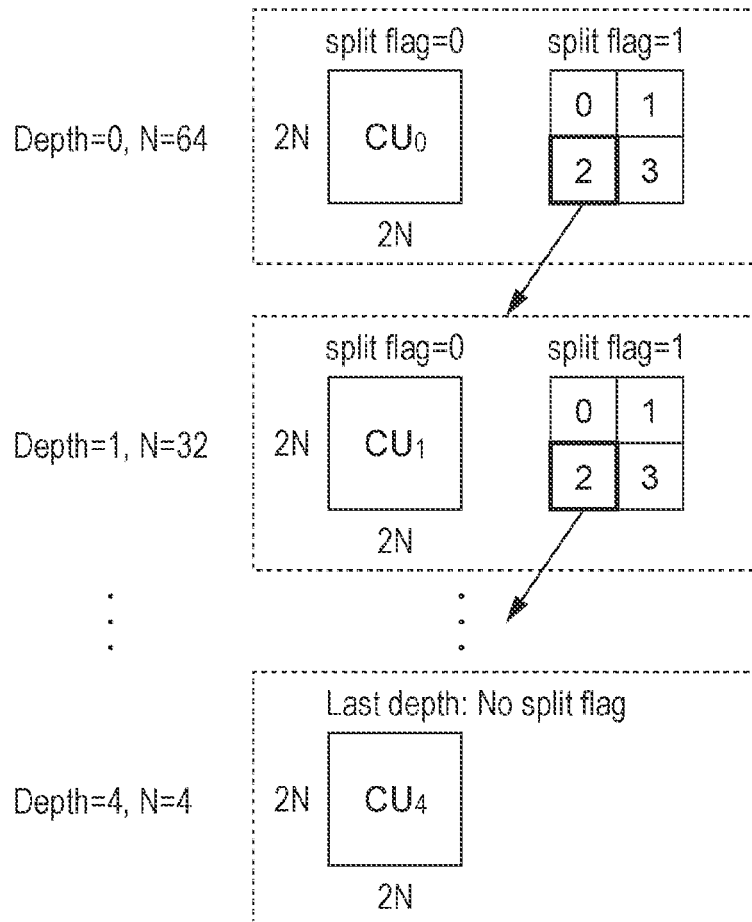 split flag=0 split flag=1
0 1
Depth=0, N=64 2N CU₀ 2 3
2N
split flag=0 split flag=1
0 1
Depth=1, N=32 2N CU₁ 2 3
2N
Last depth: No split flag
Depth=4, N=4 2N CU₄
2N